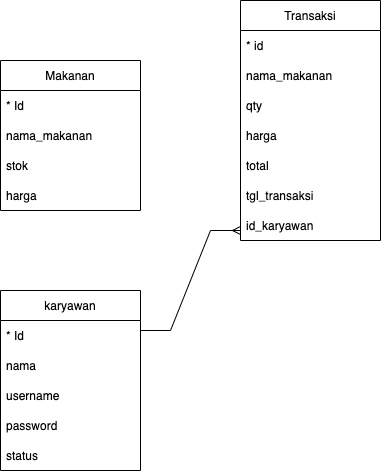 Transaksi
* id
nama_makanan
qty
harga
total
tgl_transaksi
id_karyawan
Makanan
* Id
nama_makanan
stok
harga
karyawan
* Id
nama
username
password
status